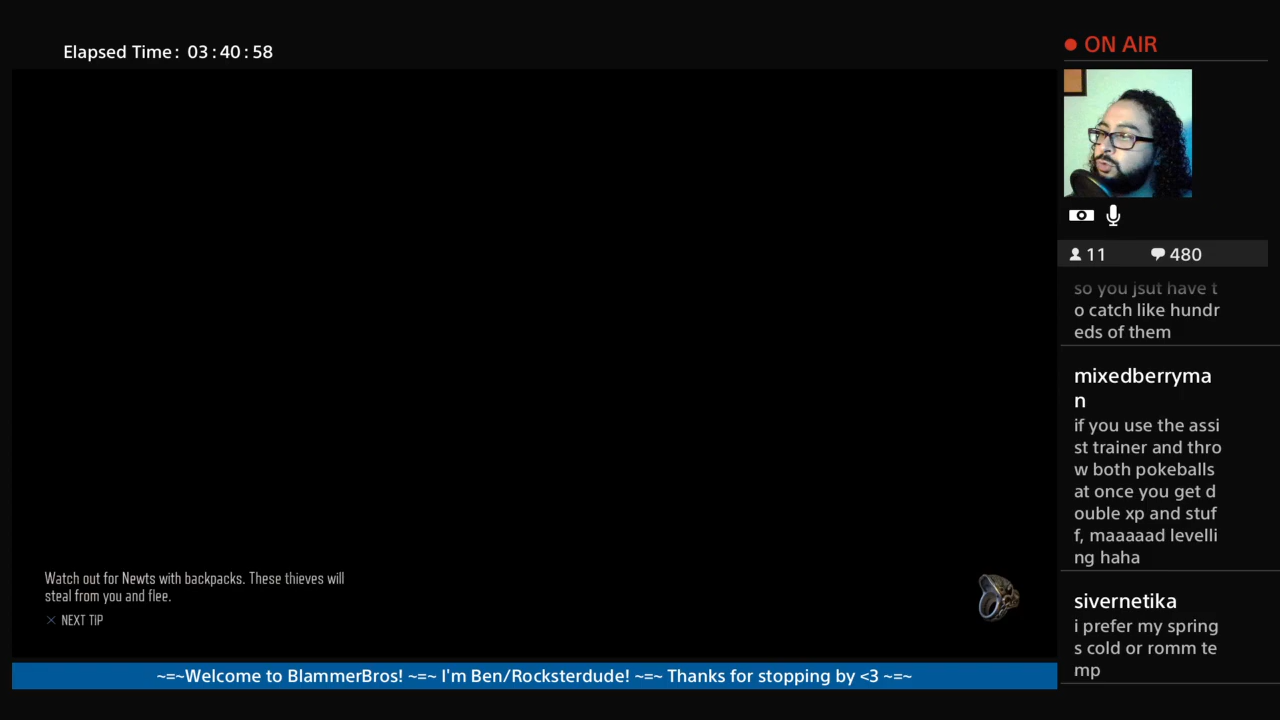 Elapsed Time: 03:40:58
ON AIR
11 480
so you jsut have t
o catch like hundr
eds of them
mixedberryma
n
if you use the assi
st trainer and thro
w both pokeballs
at once you get d
ouble xp and stuf
f, maaaaad levelli
ng haha
sivernetika
i prefer my spring
s cold or romm te
mp
Watch out for Newts with backpacks. These thieves will
steal from you and flee.
NEXT TIP
~=~Welcome to BlammerBros! ~=~ I'm Ben/Rocksterdude! ~=~ Thanks for stopping by <3 ~=~